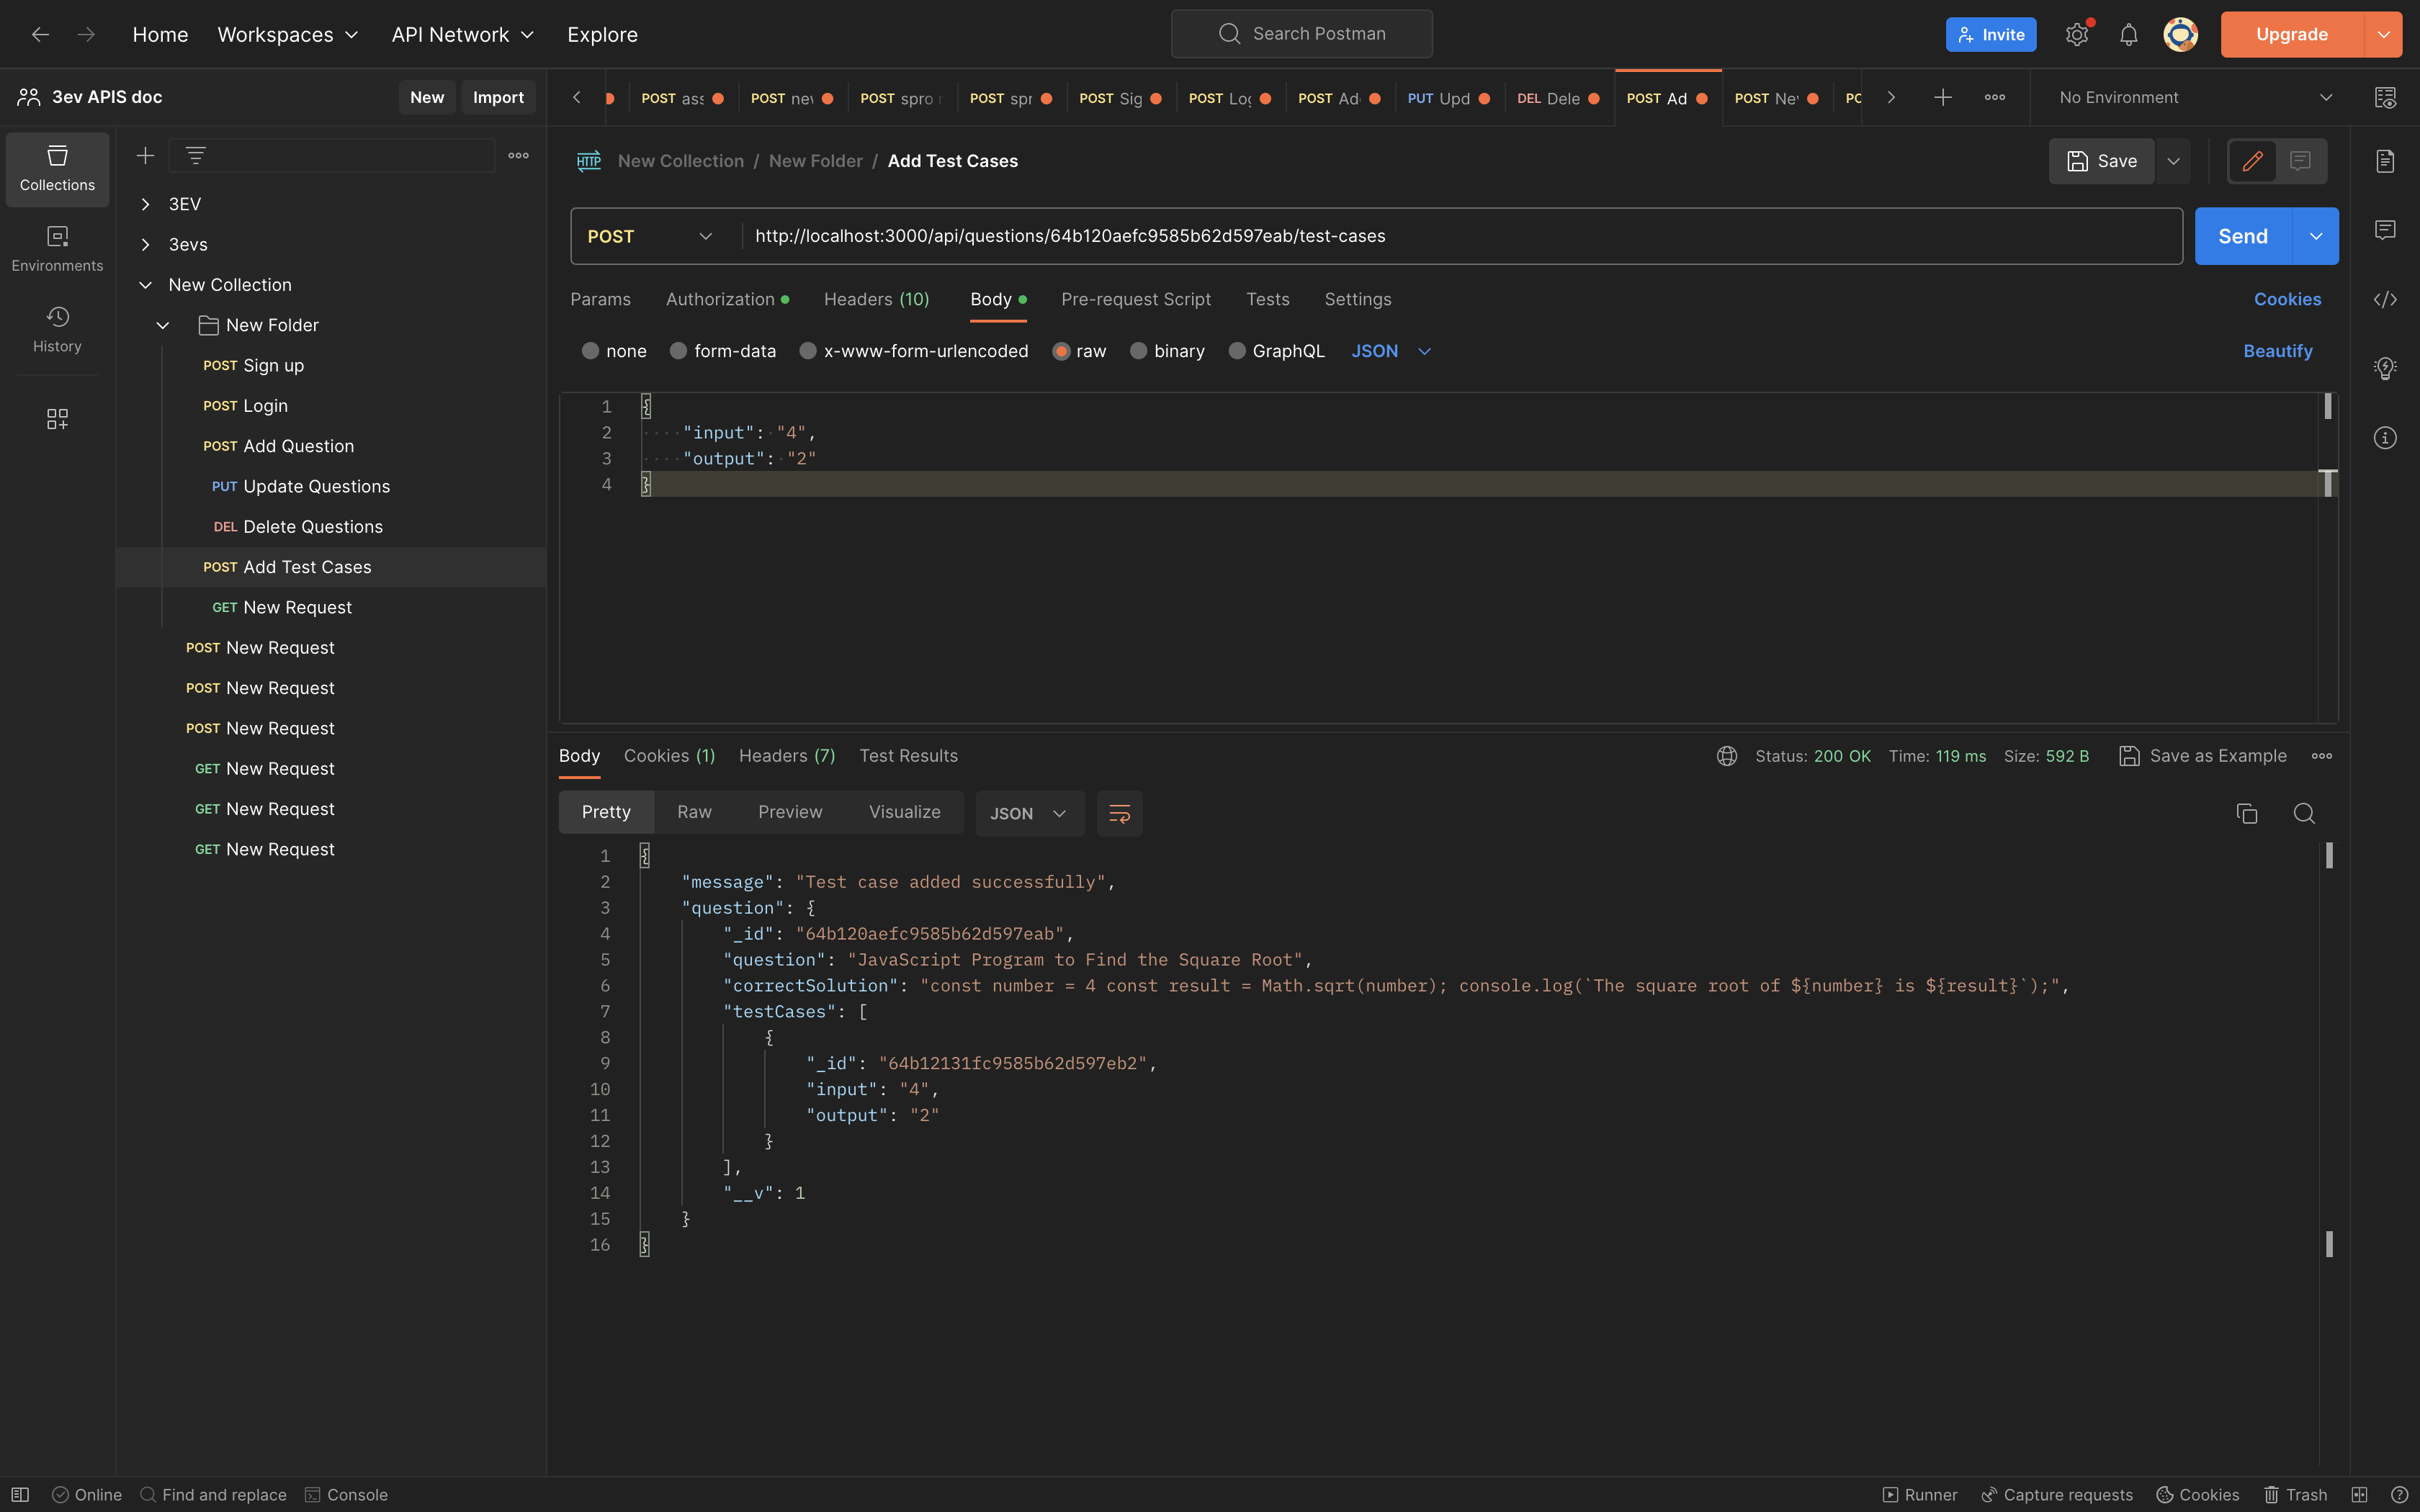 Home Workspaces API Network Explore
Search Postman
Invite
Upgrade
3ev APIS doc
New Import
POST ass POST nev POST spro POST spr POST Sig POST Log POST Ad PUT Upd DEL Dele POST Ad POST Nev PO
No Environment
Collections
Environments
History
3EV
3evs
New Collection
New Folder
POST Sign up
POST Login
POST Add Question
PUT Update Questions
DEL Delete Questions
POST Add Test Cases
GET New Request
POST New Request
POST New Request
POST New Request
GET New Request
GET New Request
GET New Request
HTTP New Collection / New Folder / Add Test Cases
Save
POST http://localhost:3000/api/questions/64b120aefc9585b62d597eab/test-cases
Send
Params Authorization Headers (10) Body Pre-request Script Tests Settings
Cookies
none form-data x-www-form-urlencoded raw binary GraphQL JSON
Beautify
1 {
2 "input": "4",
3 "output": "2"
4 }
Body Cookies (1) Headers (7) Test Results
Status: 200 OK Time: 119 ms Size: 592 B Save as Example
Pretty Raw Preview Visualize JSON
1 {
2 "message": "Test case added successfully",
3 "question": {
4 "_id": "64b120aefc9585b62d597eab",
5 "question": "JavaScript Program to Find the Square Root",
6 "correctSolution": "const number = 4 const result = Math.sqrt(number); console.log(`The square root of ${number} is ${result}`);",
7 "testCases": [
8 {
9 "_id": "64b12131fc9585b62d597eb2",
10 "input": "4",
11 "output": "2"
12 }
13 ],
14 "__v": 1
15 }
16 }
Online Find and replace Console
Runner Capture requests Cookies Trash